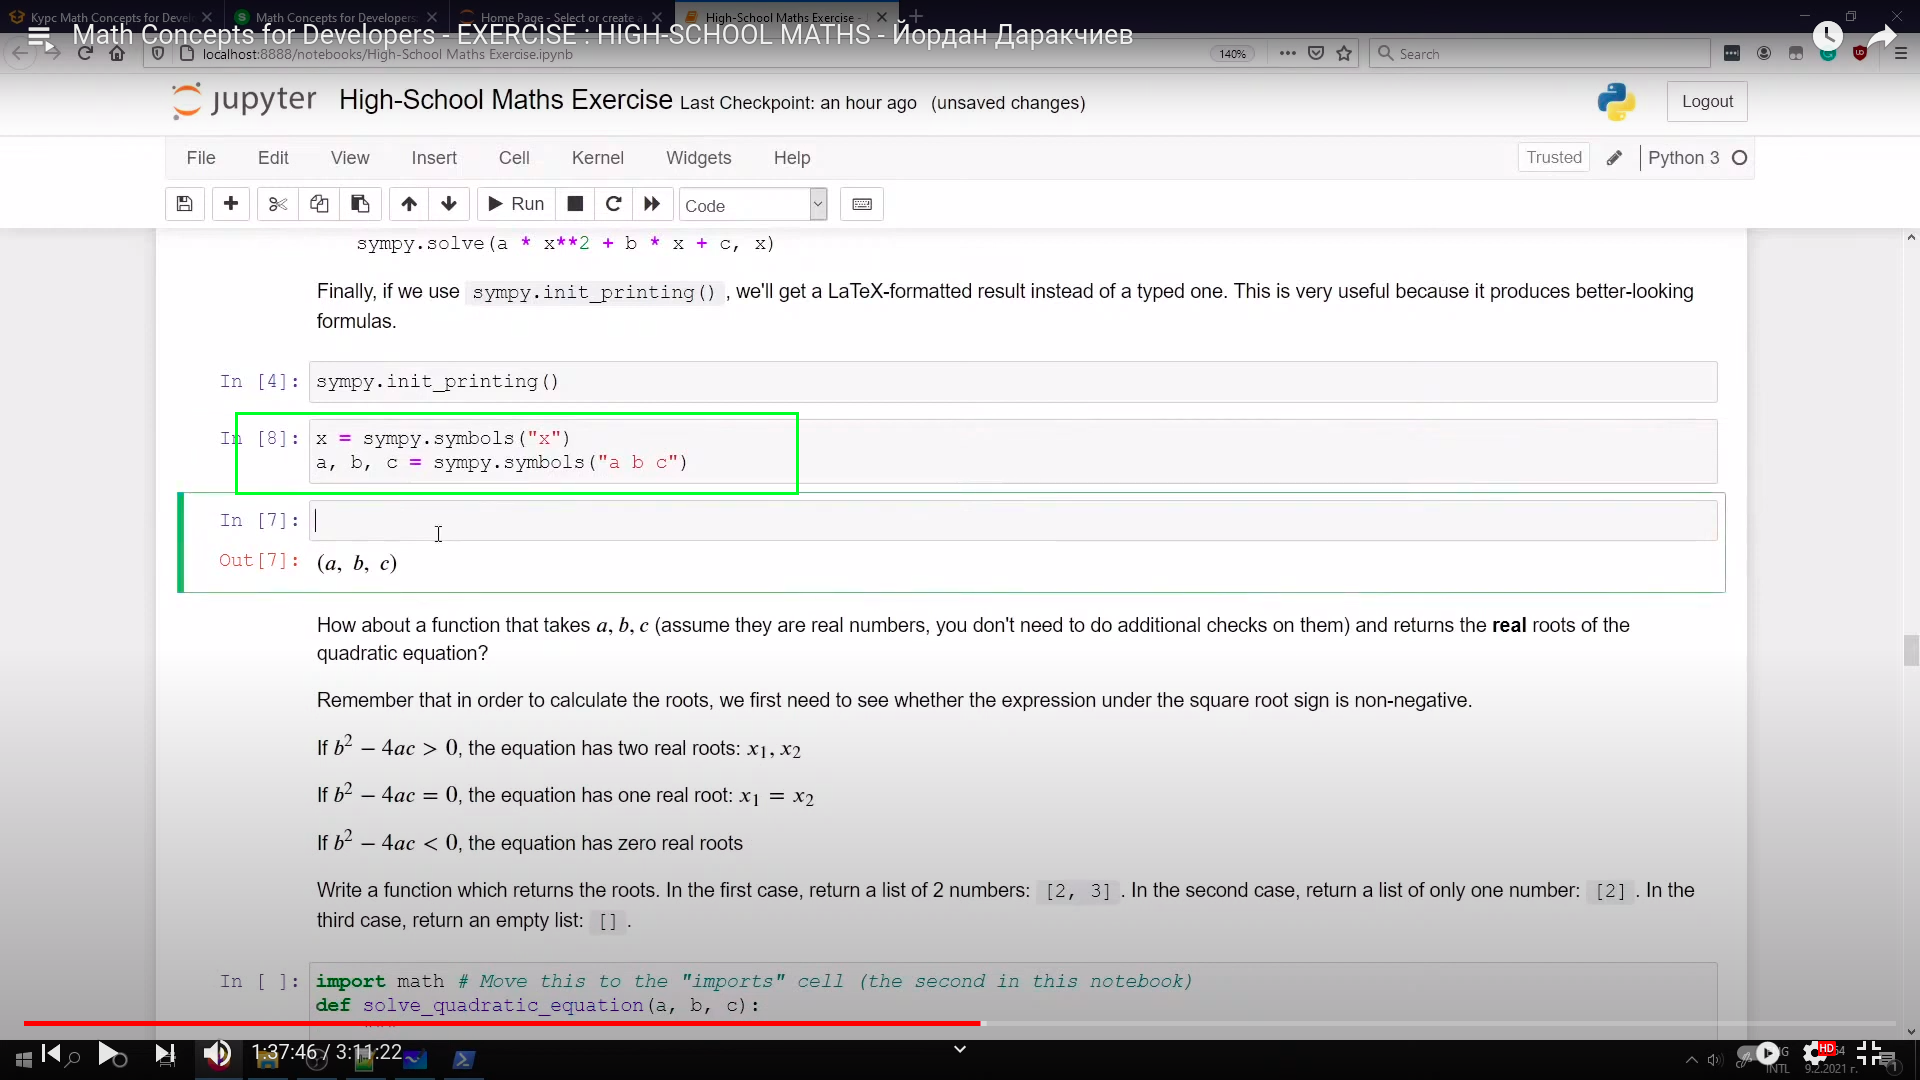 Курс Math Concepts for Devel
Math Concepts for Developers
Home Page - Select or create a
High-School Maths Exercise -
Math Concepts for Developers - EXERCISE : HIGH-SCHOOL MATHS - Йордан Даракчиев
localhost:8888/notebooks/High-School Maths Exercise.ipynb
140%
Search
jupyter High-School Maths Exercise Last Checkpoint: an hour ago (unsaved changes)
Logout
File Edit View Insert Cell Kernel Widgets Help
Trusted Python 3
Run Code
sympy.solve(a * x**2 + b * x + c, x)
Finally, if we use sympy.init_printing() , we'll get a LaTeX-formatted result instead of a typed one. This is very useful because it produces better-looking
formulas.
In [4]: sympy.init_printing()
In [8]: x = sympy.symbols("x")
a, b, c = sympy.symbols("a b c")
In [7]:
Out[7]: (a, b, c)
How about a function that takes a, b, c (assume they are real numbers, you don't need to do additional checks on them) and returns the real roots of the
quadratic equation?
Remember that in order to calculate the roots, we first need to see whether the expression under the square root sign is non-negative.
If b² − 4ac > 0, the equation has two real roots: x₁, x₂
If b² − 4ac = 0, the equation has one real root: x₁ = x₂
If b² − 4ac < 0, the equation has zero real roots
Write a function which returns the roots. In the first case, return a list of 2 numbers: [2, 3] . In the second case, return a list of only one number: [2] . In the
third case, return an empty list: [] .
In [ ]: import math # Move this to the "imports" cell (the second in this notebook)
def solve_quadratic_equation(a, b, c):
1:37:46 / 3:11:22
HD
INTL
9.2.2021 г.